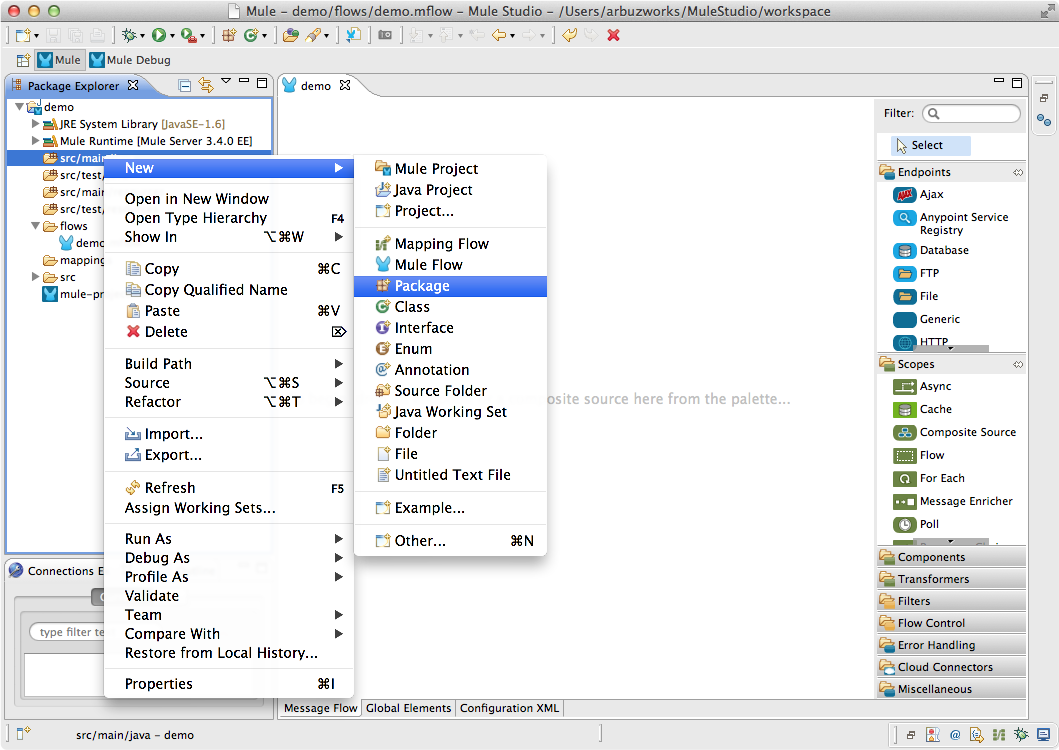 Mule - demo/flows/demo.mflow - Mule Studio - /Users/arbuzworks/MuleStudio/workspace
Mule
Mule Debug
Package Explorer
demo
JRE System Library [JavaSE-1.6]
Mule Runtime [Mule Server 3.4.0 EE]
src/main
src/test/
src/main
src/test/
flows
demo
mapping
src
mule-pr
New
Open in New Window
Open Type Hierarchy F4
Show In ⌥⌘W
Copy ⌘C
Copy Qualified Name
Paste ⌘V
Delete ⌦
Build Path
Source ⌥⌘S
Refactor ⌥⌘T
Import...
Export...
Refresh F5
Assign Working Sets...
Run As
Debug As
Profile As
Validate
Team
Compare With
Restore from Local History...
Properties ⌘I
Mule Project
Java Project
Project...
Mapping Flow
Mule Flow
Package
Class
Interface
Enum
Annotation
Source Folder
Java Working Set
Folder
File
Untitled Text File
Example...
Other... ⌘N
demo
osite source here from the palette...
Filter:
Select
Endpoints
Ajax
Anypoint Service
Registry
Database
FTP
File
Generic
HTTP
Scopes
Async
Cache
Composite Source
Flow
For Each
Message Enricher
Poll
Components
Transformers
Filters
Flow Control
Error Handling
Cloud Connectors
Miscellaneous
Connections E
type filter te
Message Flow
Global Elements
Configuration XML
src/main/java - demo